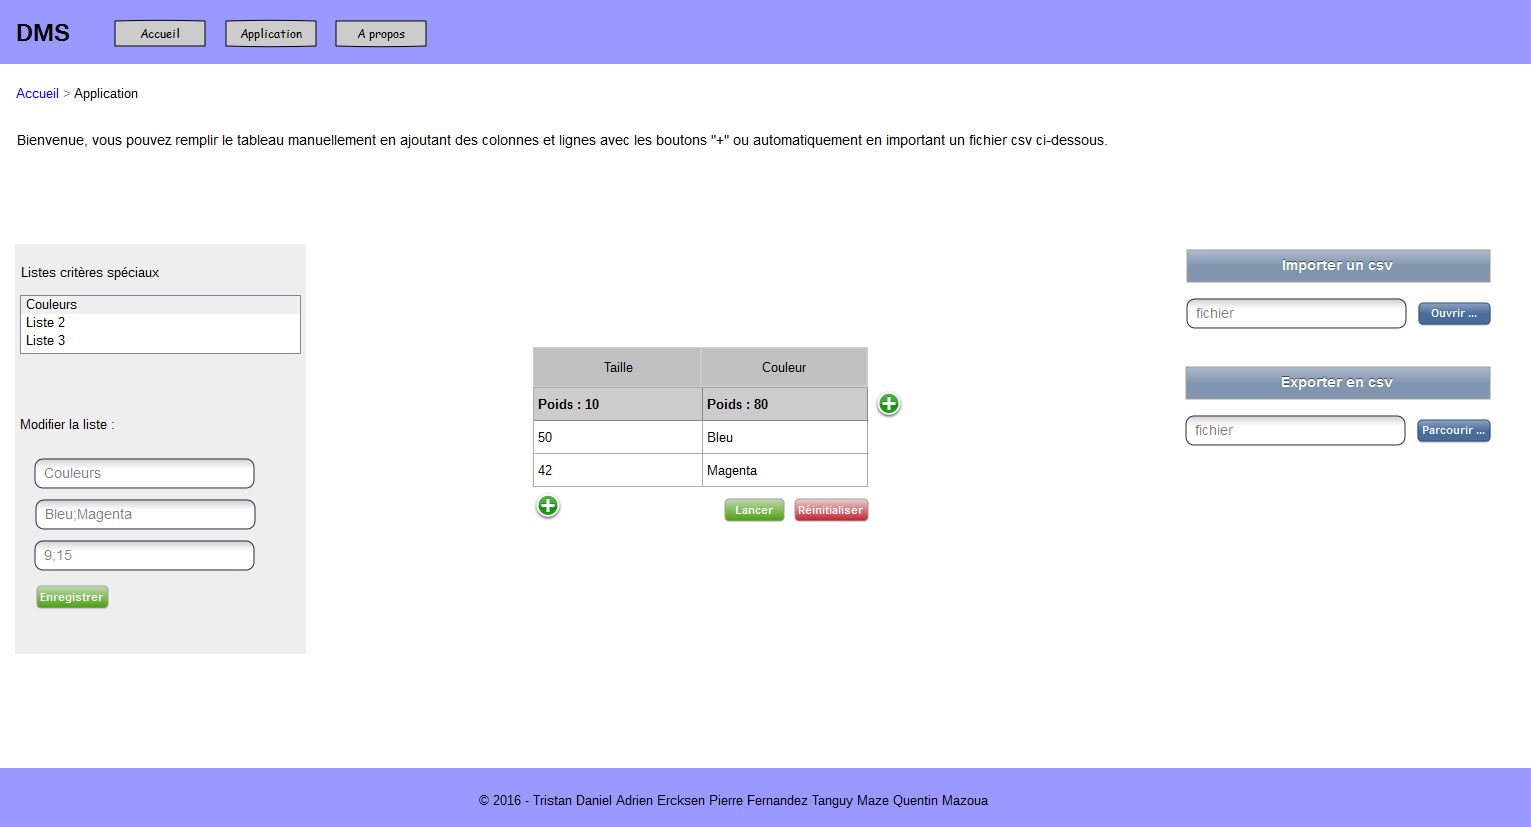 DMS
Accueil
Application
A propos
Accueil > Application
Bienvenue, vous pouvez remplir le tableau manuellement en ajoutant des colonnes et lignes avec les boutons "+" ou automatiquement en important un fichier csv ci-dessous.
Listes critères spéciaux
Couleurs
Liste 2
Liste 3
Modifier la liste :
Couleurs
Bleu;Magenta
9;15
Enregistrer
Taille Couleur
Poids : 10 Poids : 80
50 Bleu
42 Magenta
Lancer Réinitialiser
Importer un csv
fichier Ouvrir ...
Exporter en csv
fichier Parcourir ...
© 2016 - Tristan Daniel Adrien Ercksen Pierre Fernandez Tanguy Maze Quentin Mazoua